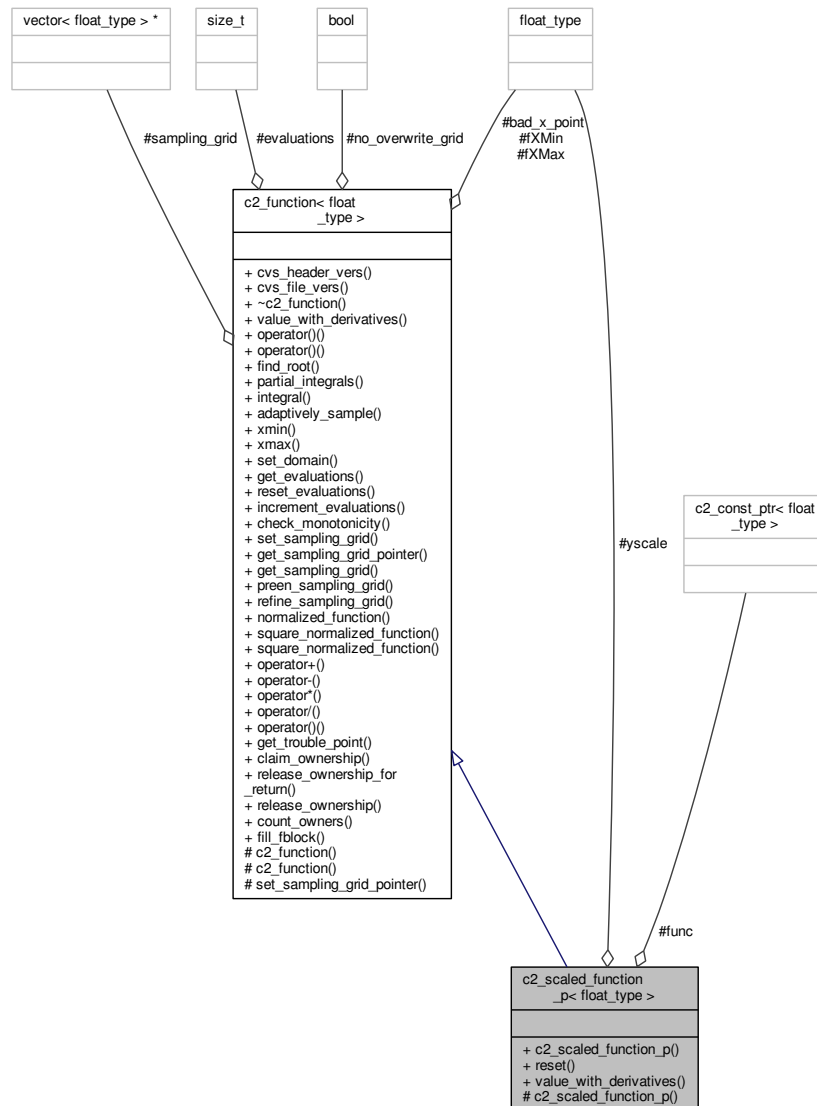 vector< float_type > *
size_t
bool
float_type
#sampling_grid
#evaluations
#no_overwrite_grid
#bad_x_point
#fXMin
#fXMax
c2_function< float
_type >
+ cvs_header_vers()
+ cvs_file_vers()
+ ~c2_function()
+ value_with_derivatives()
+ operator()()
+ operator()()
+ find_root()
+ partial_integrals()
+ integral()
+ adaptively_sample()
+ xmin()
+ xmax()
+ set_domain()
+ get_evaluations()
+ reset_evaluations()
+ increment_evaluations()
+ check_monotonicity()
+ set_sampling_grid()
+ get_sampling_grid_pointer()
+ get_sampling_grid()
+ preen_sampling_grid()
+ refine_sampling_grid()
+ normalized_function()
+ square_normalized_function()
+ square_normalized_function()
+ operator+()
+ operator-()
+ operator*()
+ operator/()
+ operator()()
+ get_trouble_point()
+ claim_ownership()
+ release_ownership_for
_return()
+ release_ownership()
+ count_owners()
+ fill_fblock()
# c2_function()
# c2_function()
# set_sampling_grid_pointer()
c2_const_ptr< float
_type >
#yscale
#func
c2_scaled_function
_p< float_type >
+ c2_scaled_function_p()
+ reset()
+ value_with_derivatives()
# c2_scaled_function_p()